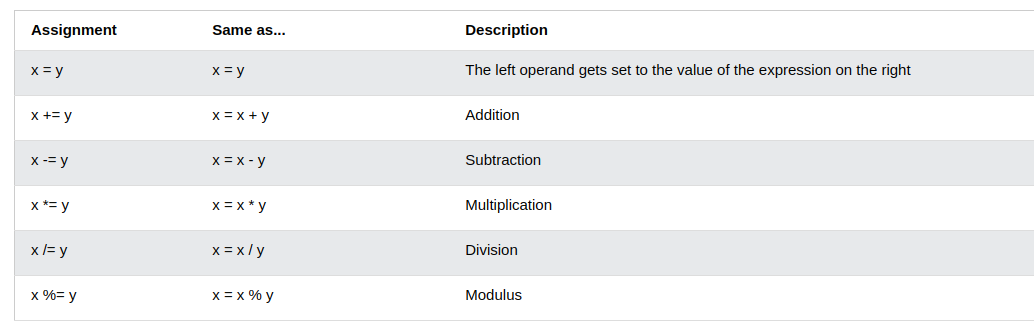 Assignment Same as... Description
x = y x = y The left operand gets set to the value of the expression on the right
x += y x = x + y Addition
x -= y x = x - y Subtraction
x *= y x = x * y Multiplication
x /= y x = x / y Division
x %= y x = x % y Modulus